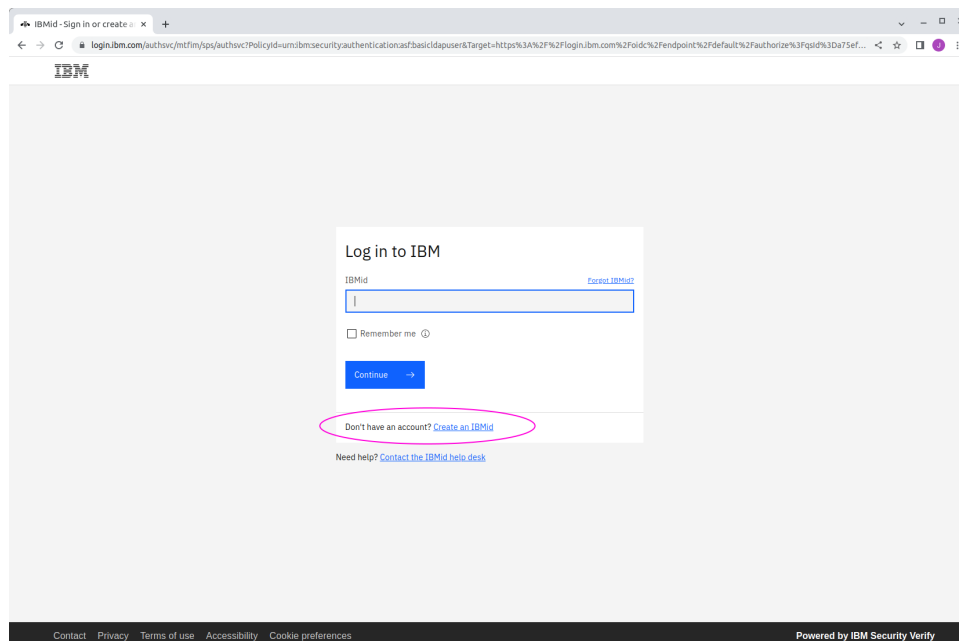 IBMid - Sign in or create a
login.ibm.com/authsvc/mtfim/sps/authsvc?PolicyId=urn:ibm:security:authentication:asf:basicldapuser&Target=https%3A%2F%2Flogin.ibm.com%2Foidc%2Fendpoint%2Fdefault%2Fauthorize%3Fqsid%3Da75ef... J
IBM
Log in to IBM
IBMid Forgot IBMid?
Remember me
Continue
Don't have an account? Create an IBMid
Need help? Contact the IBMid help desk
Contact Privacy Terms of use Accessibility Cookie preferences Powered by IBM Security Verify